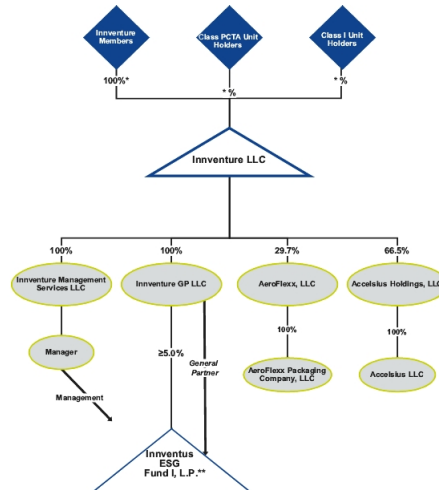 Innventure
Members
Class PCTA Unit
Holders
Class I Unit
Holders
100%*
* %
* %
Innventure LLC
100%
100%
29.7%
66.5%
Innventure Management
Services LLC
Innventure GP LLC
AeroFlexx, LLC
Accelsius Holdings, LLC
Manager
≥5.0%
General
Partner
100%
100%
AeroFlexx Packaging
Company, LLC
Accelsius LLC
Management
Innventus
ESG
Fund I, L.P.**